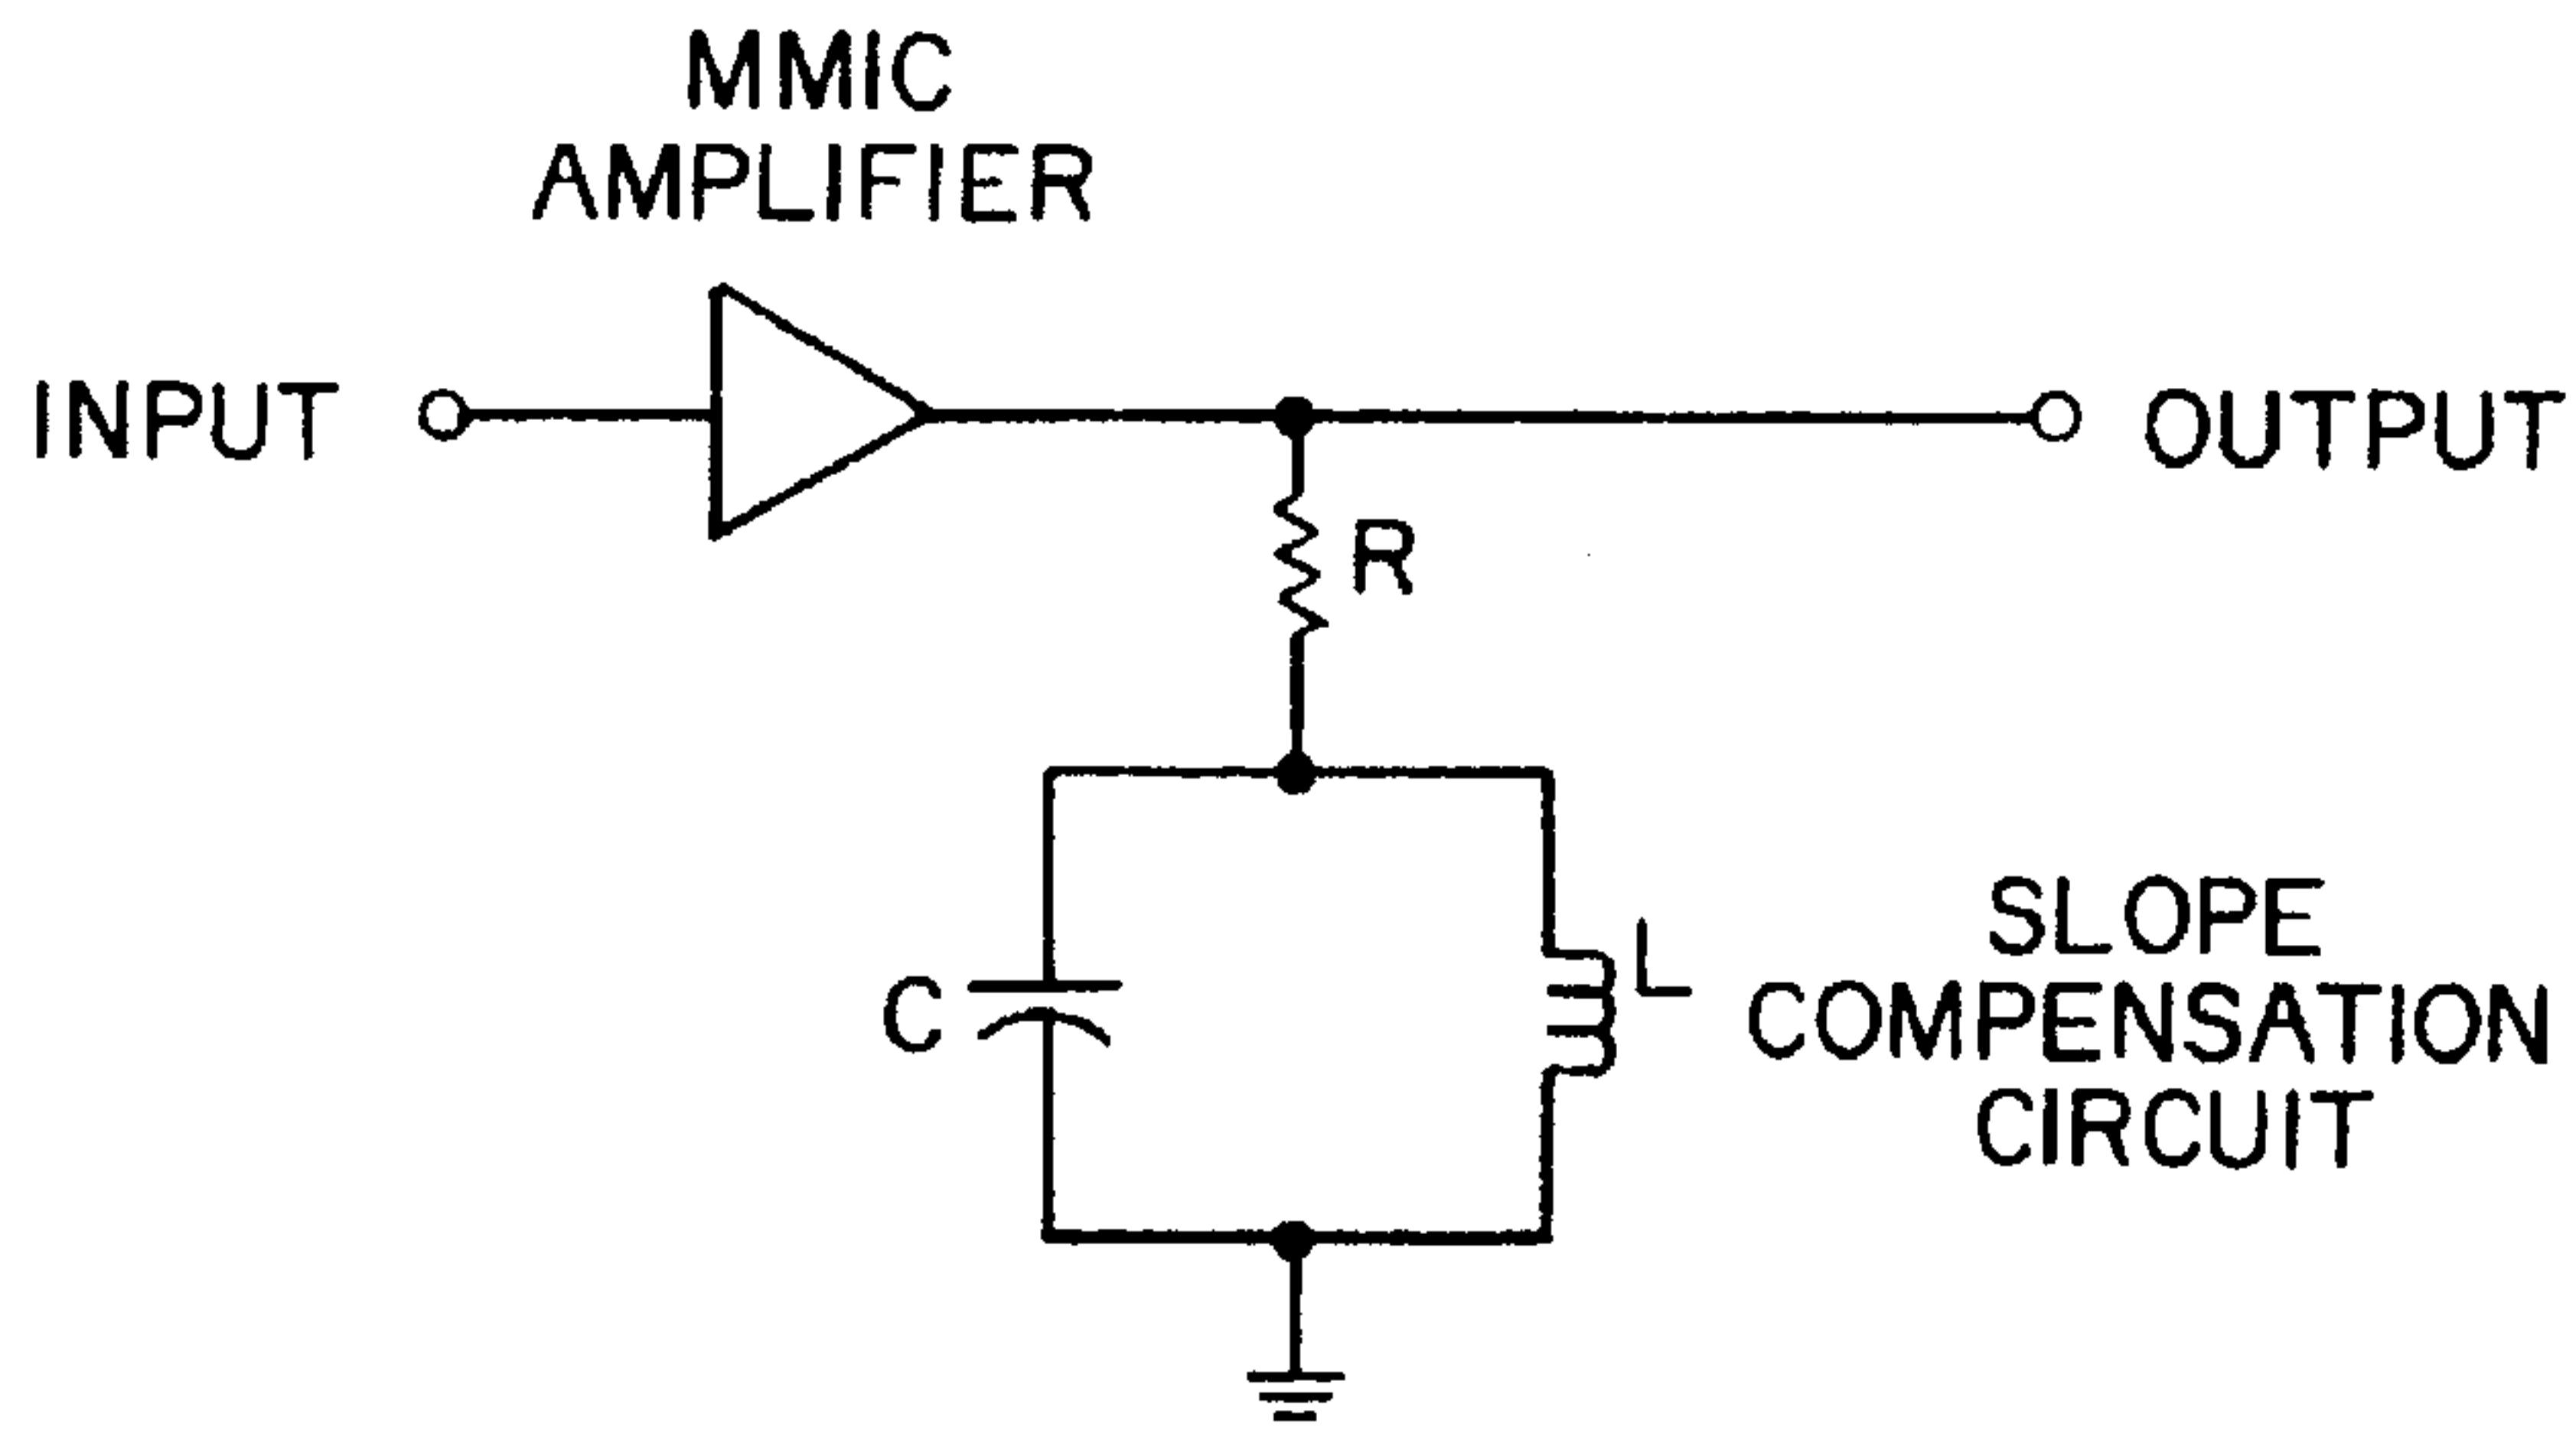 MMIC
AMPLIFIER
INPUT
OUTPUT
R
C
L
SLOPE
COMPENSATION
CIRCUIT